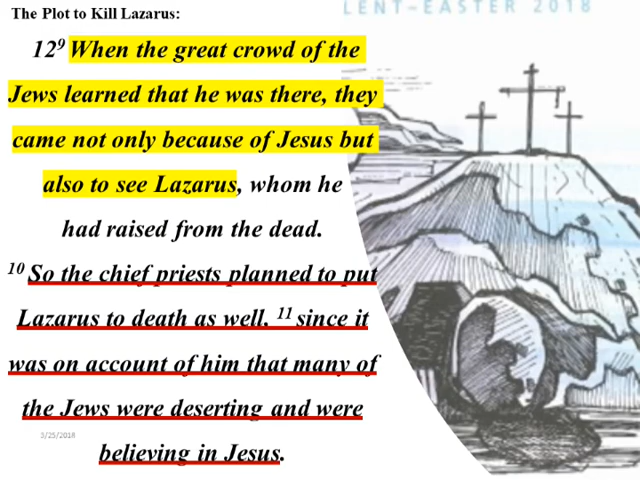 The Plot to Kill Lazarus:
LENT-EASTER 2018
12⁹ When the great crowd of the
Jews learned that he was there, they
came not only because of Jesus but
also to see Lazarus, whom he
had raised from the dead.
¹⁰ So the chief priests planned to put
Lazarus to death as well, ¹¹ since it
was on account of him that many of
the Jews were deserting and were
believing in Jesus.
3/25/2018